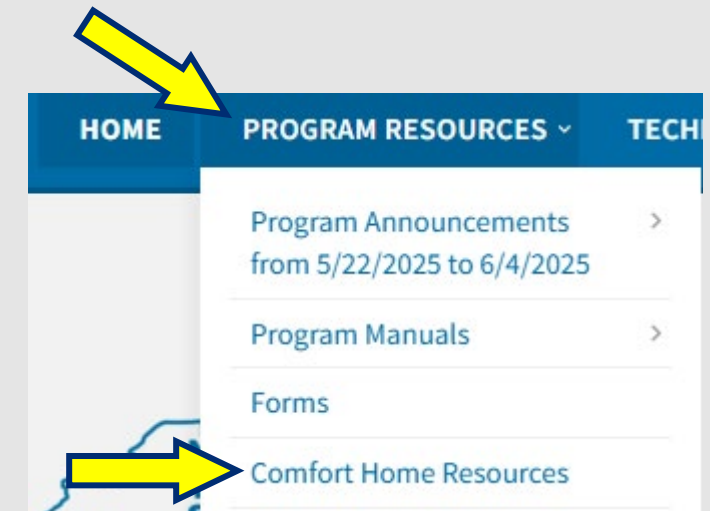 HOME PROGRAM RESOURCES TECH
Program Announcements
from 5/22/2025 to 6/4/2025
Program Manuals
Forms
Comfort Home Resources